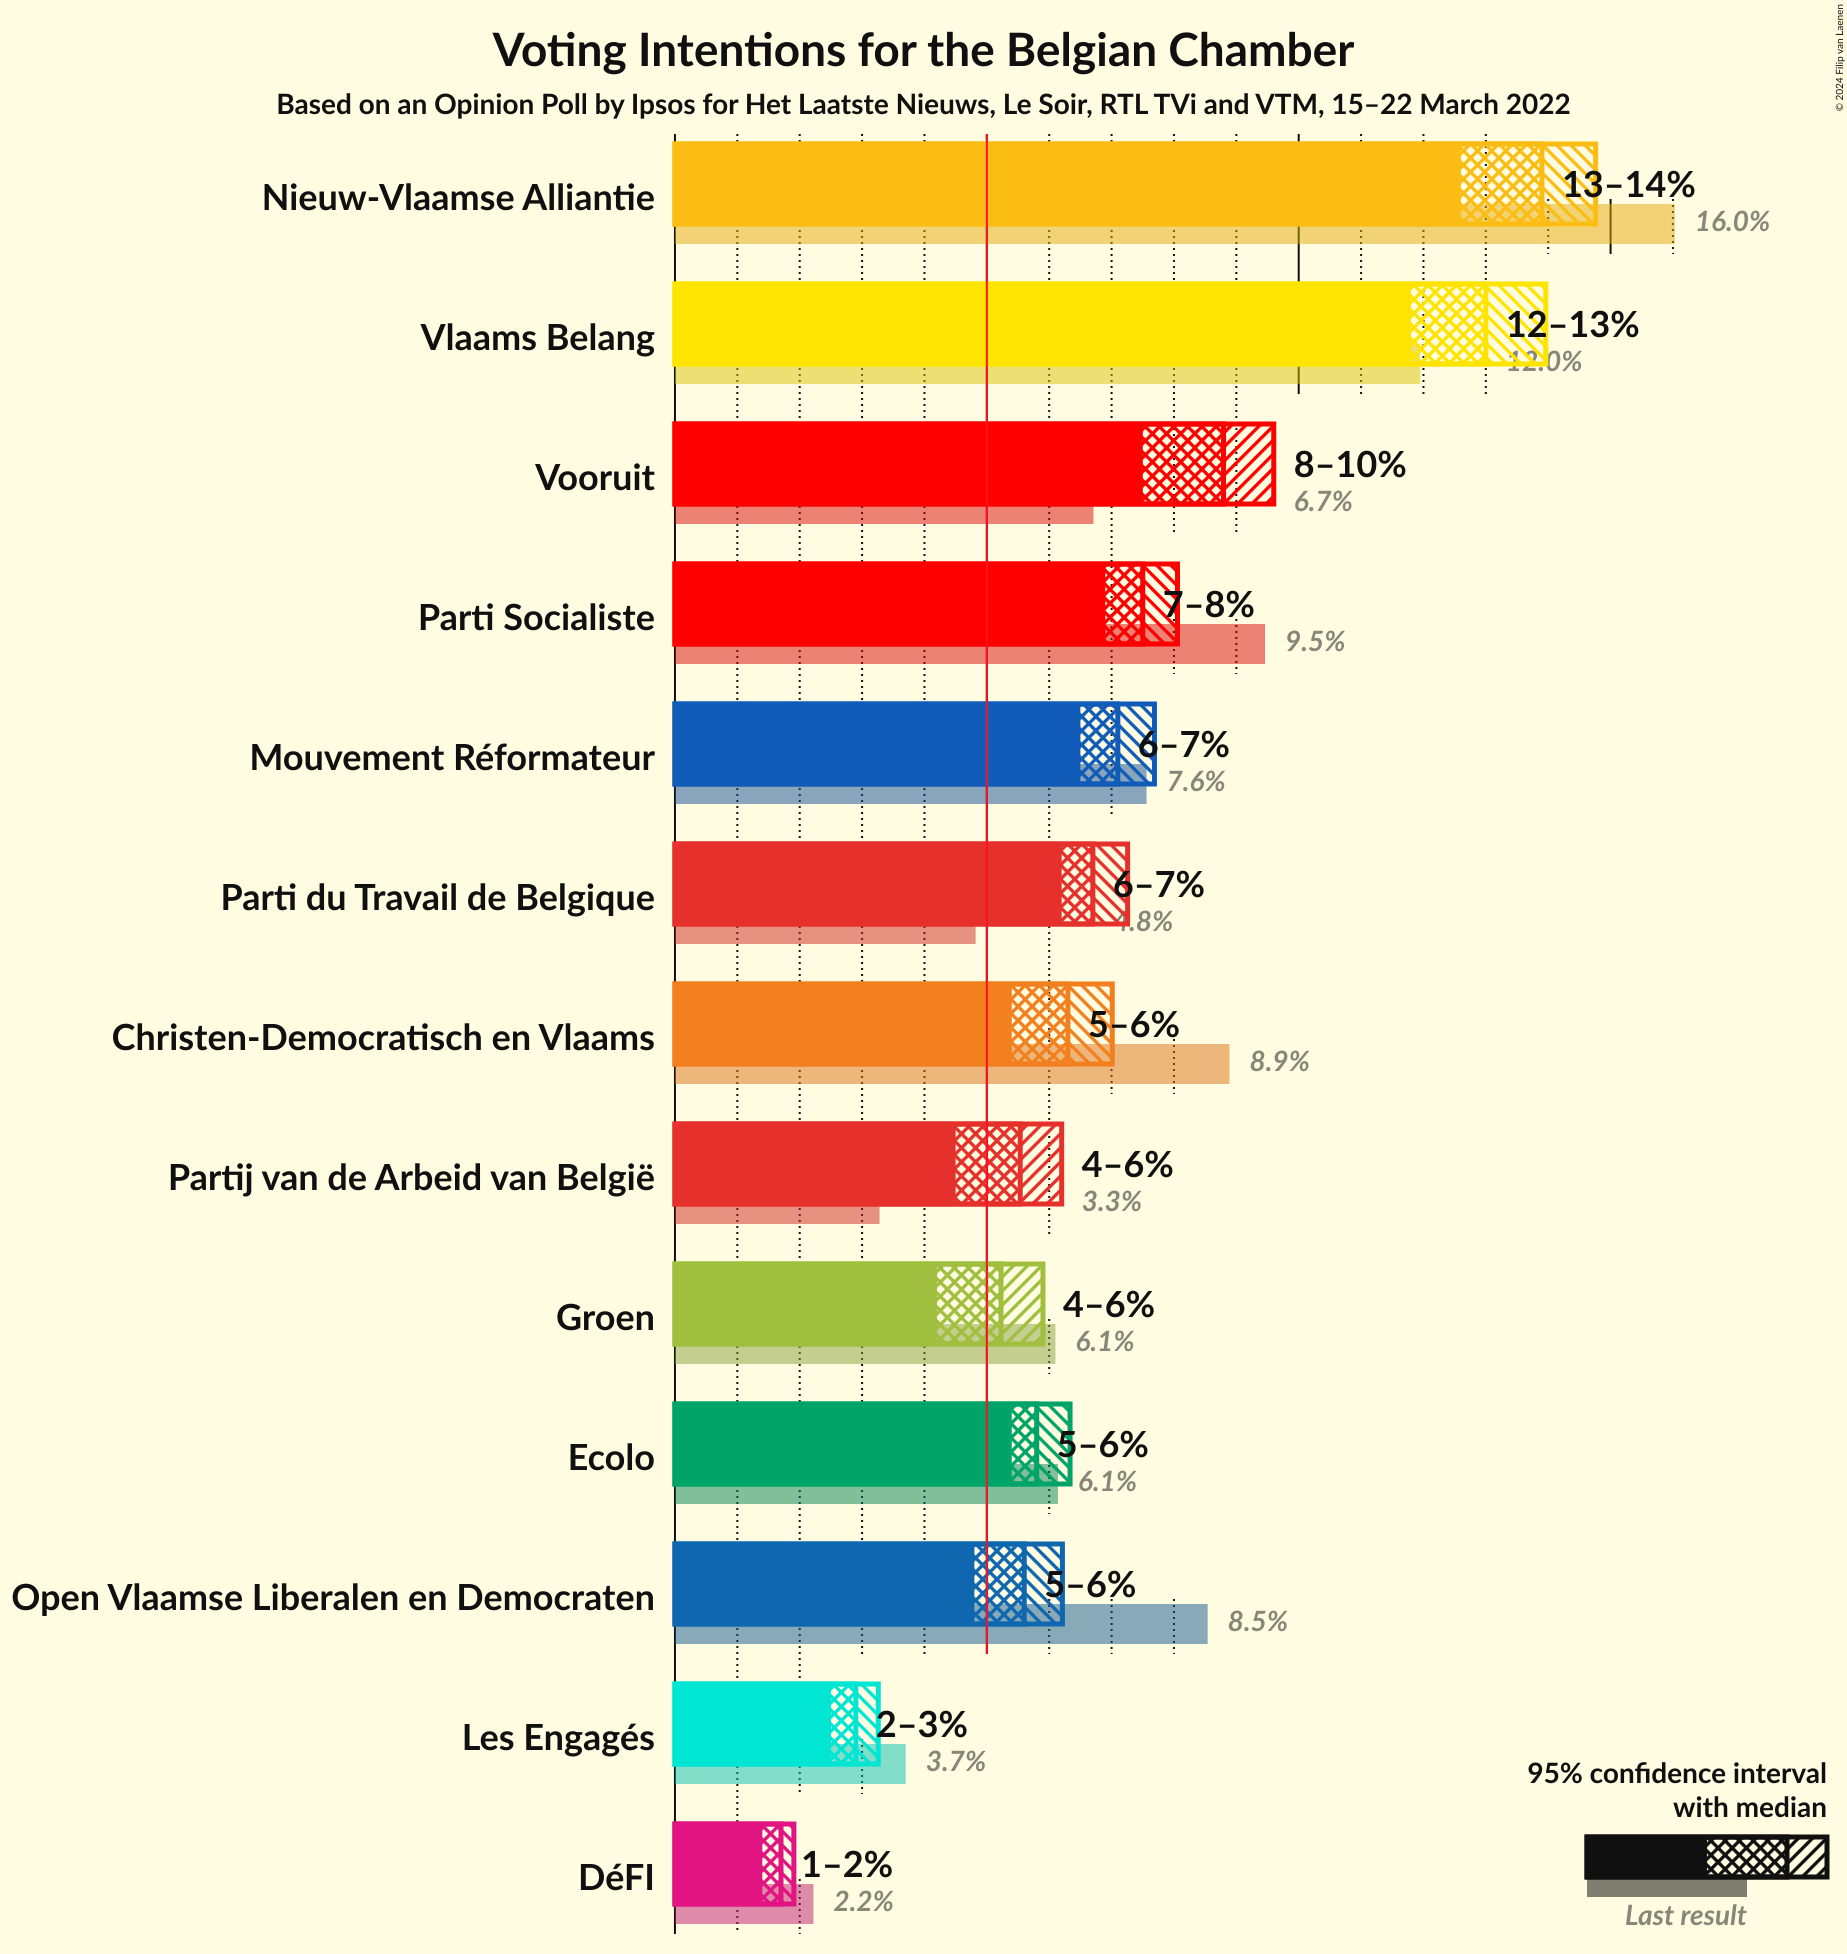 Voting Intentions for the Belgian Chamber
Based on an Opinion Poll by Ipsos for Het Laatste Nieuws, Le Soir, RTL TVi and VTM, 15–22 March 2022
© 2024 Filip van Laenen
Nieuw-Vlaamse Alliantie
13–14%
16.0%
Vlaams Belang
12–13%
12.0%
Vooruit
8–10%
6.7%
Parti Socialiste
7–8%
9.5%
Mouvement Réformateur
6–7%
7.6%
Parti du Travail de Belgique
6–7%
Christen-Democratisch en Vlaams
5–6%
8.9%
Partij van de Arbeid van België
4–6%
3.3%
Groen
4–6%
6.1%
Ecolo
5–6%
6.1%
Open Vlaamse Liberalen en Democraten
5–6%
8.5%
Les Engagés
2–3%
3.7%
DéFI
1–2%
2.2%
95% confidence interval
with median
Last result